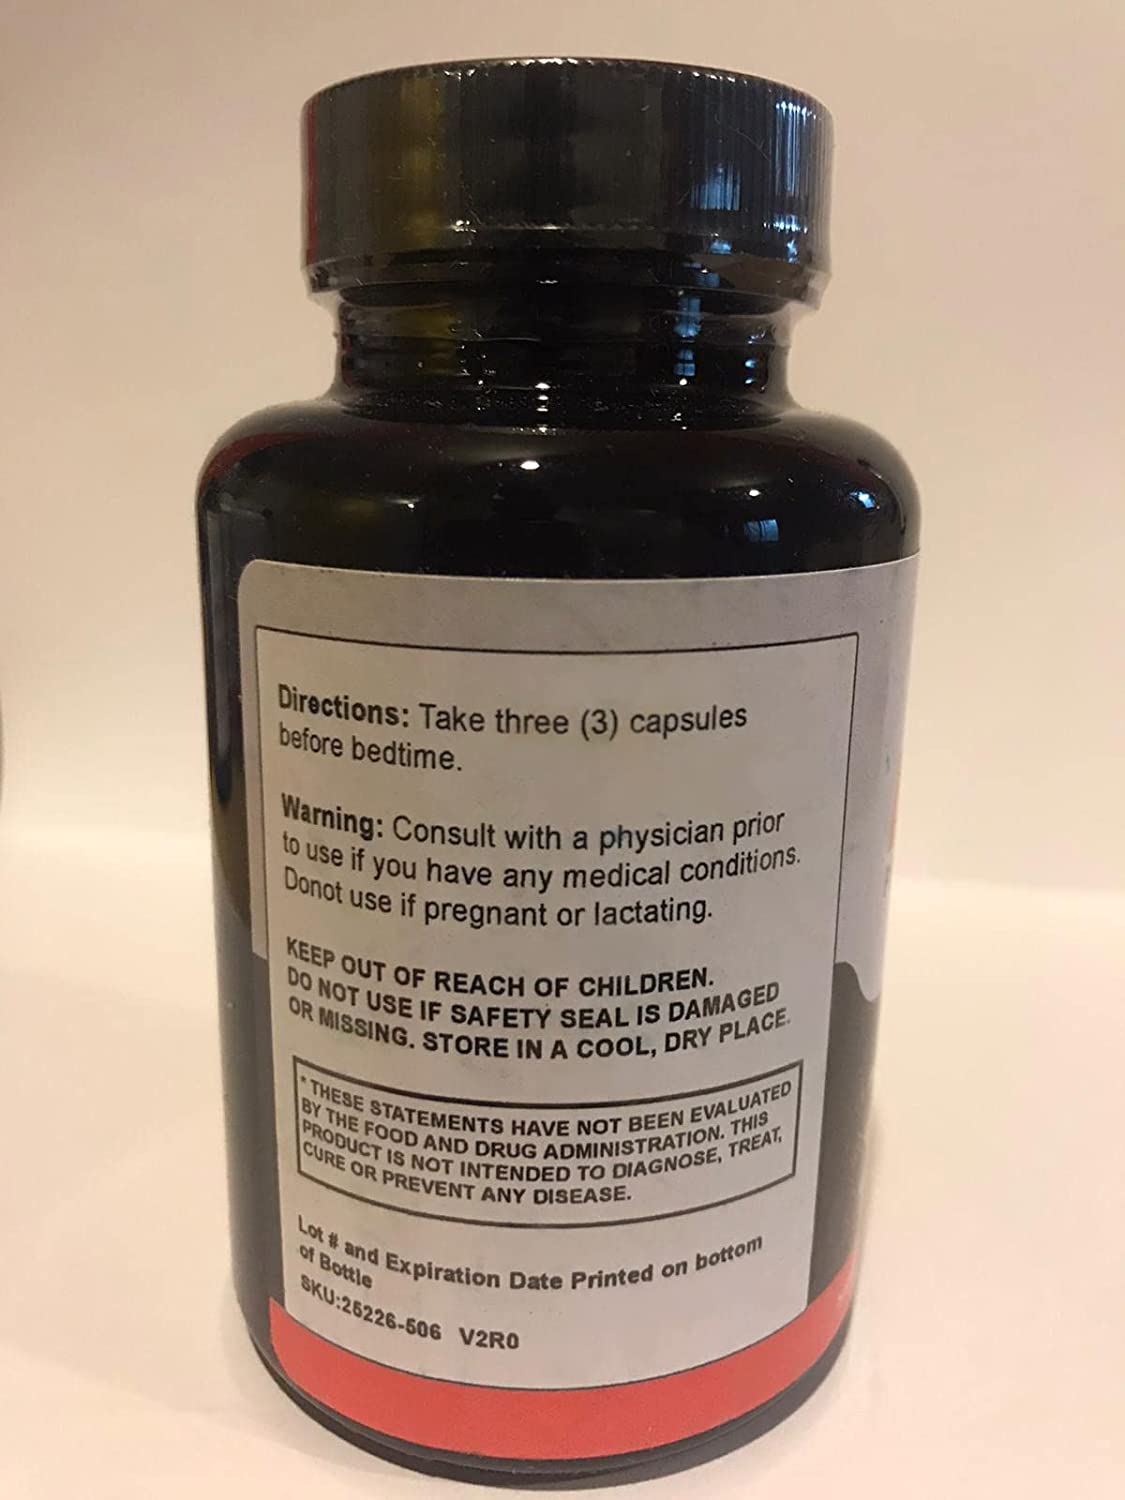 Directions: Take three (3) capsules
before bedtime.
Warning: Consult with a physician prior
to use if you have any medical conditions.
Donot use if pregnant or lactating.
KEEP OUT OF REACH OF CHILDREN.
DO NOT USE IF SAFETY SEAL IS DAMAGED
OR MISSING. STORE IN A COOL, DRY PLACE.
* THESE STATEMENTS HAVE NOT BEEN EVALUATED
BY THE FOOD AND DRUG ADMINISTRATION. THIS
PRODUCT IS NOT INTENDED TO DIAGNOSE, TREAT,
CURE OR PREVENT ANY DISEASE.
Lot # and Expiration Date Printed on bottom
of Bottle
SKU:25226-506 V2R0